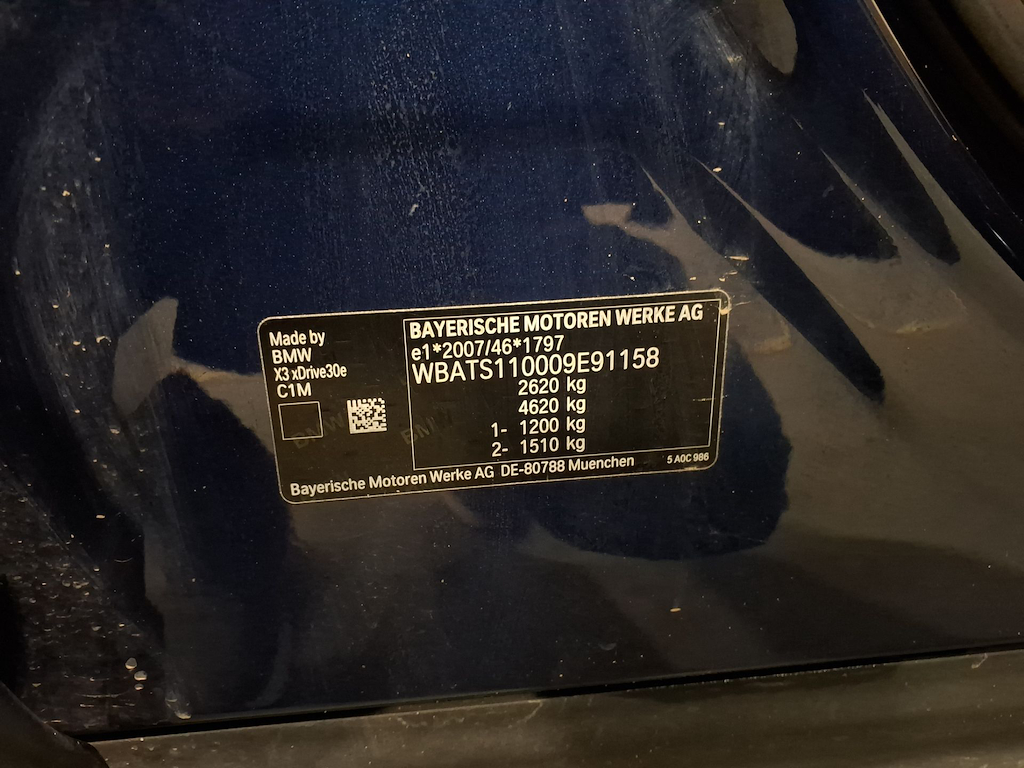 Made by
BMW
X3 xDrive30e
C1M
BAYERISCHE MOTOREN WERKE AG
e1*2007/46*1797
WBATS110009E91158
2620 kg
4620 kg
1- 1200 kg
2- 1510 kg
Bayerische Motoren Werke AG DE-80788 Muenchen
5 A0C 986